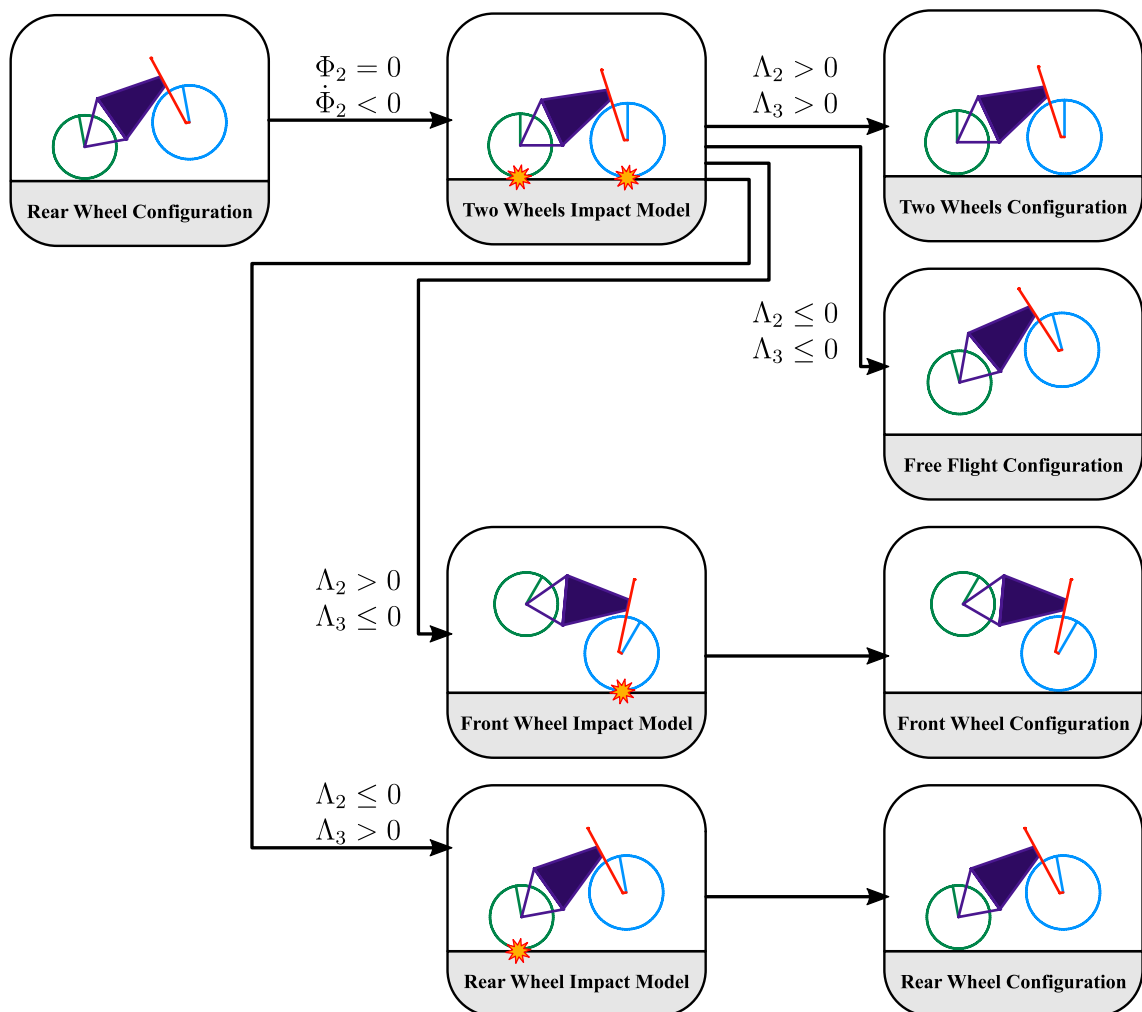 Φ₂ = 0
Φ̇₂ < 0
Λ₂ > 0
Λ₃ > 0
Rear Wheel Configuration
Two Wheels Impact Model
Two Wheels Configuration
Λ₂ ≤ 0
Λ₃ ≤ 0
Free Flight Configuration
Λ₂ > 0
Λ₃ ≤ 0
Front Wheel Impact Model
Front Wheel Configuration
Λ₂ ≤ 0
Λ₃ > 0
Rear Wheel Impact Model
Rear Wheel Configuration